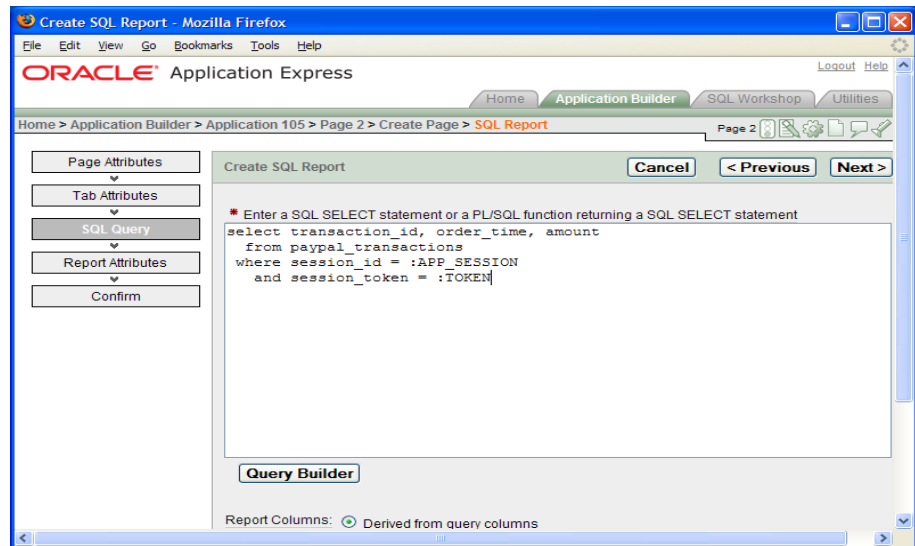 Create SQL Report - Mozilla Firefox
File Edit View Go Bookmarks Tools Help
ORACLE Application Express
Logout Help
Home Application Builder SQL Workshop Utilities
Home > Application Builder > Application 105 > Page 2 > Create Page > SQL Report
Page 2
Page Attributes
Tab Attributes
SQL Query
Report Attributes
Confirm
Create SQL Report
Cancel < Previous Next >
* Enter a SQL SELECT statement or a PL/SQL function returning a SQL SELECT statement
select transaction_id, order_time, amount
from paypal_transactions
where session_id = :APP_SESSION
and session_token = :TOKEN
Query Builder
Report Columns: Derived from query columns